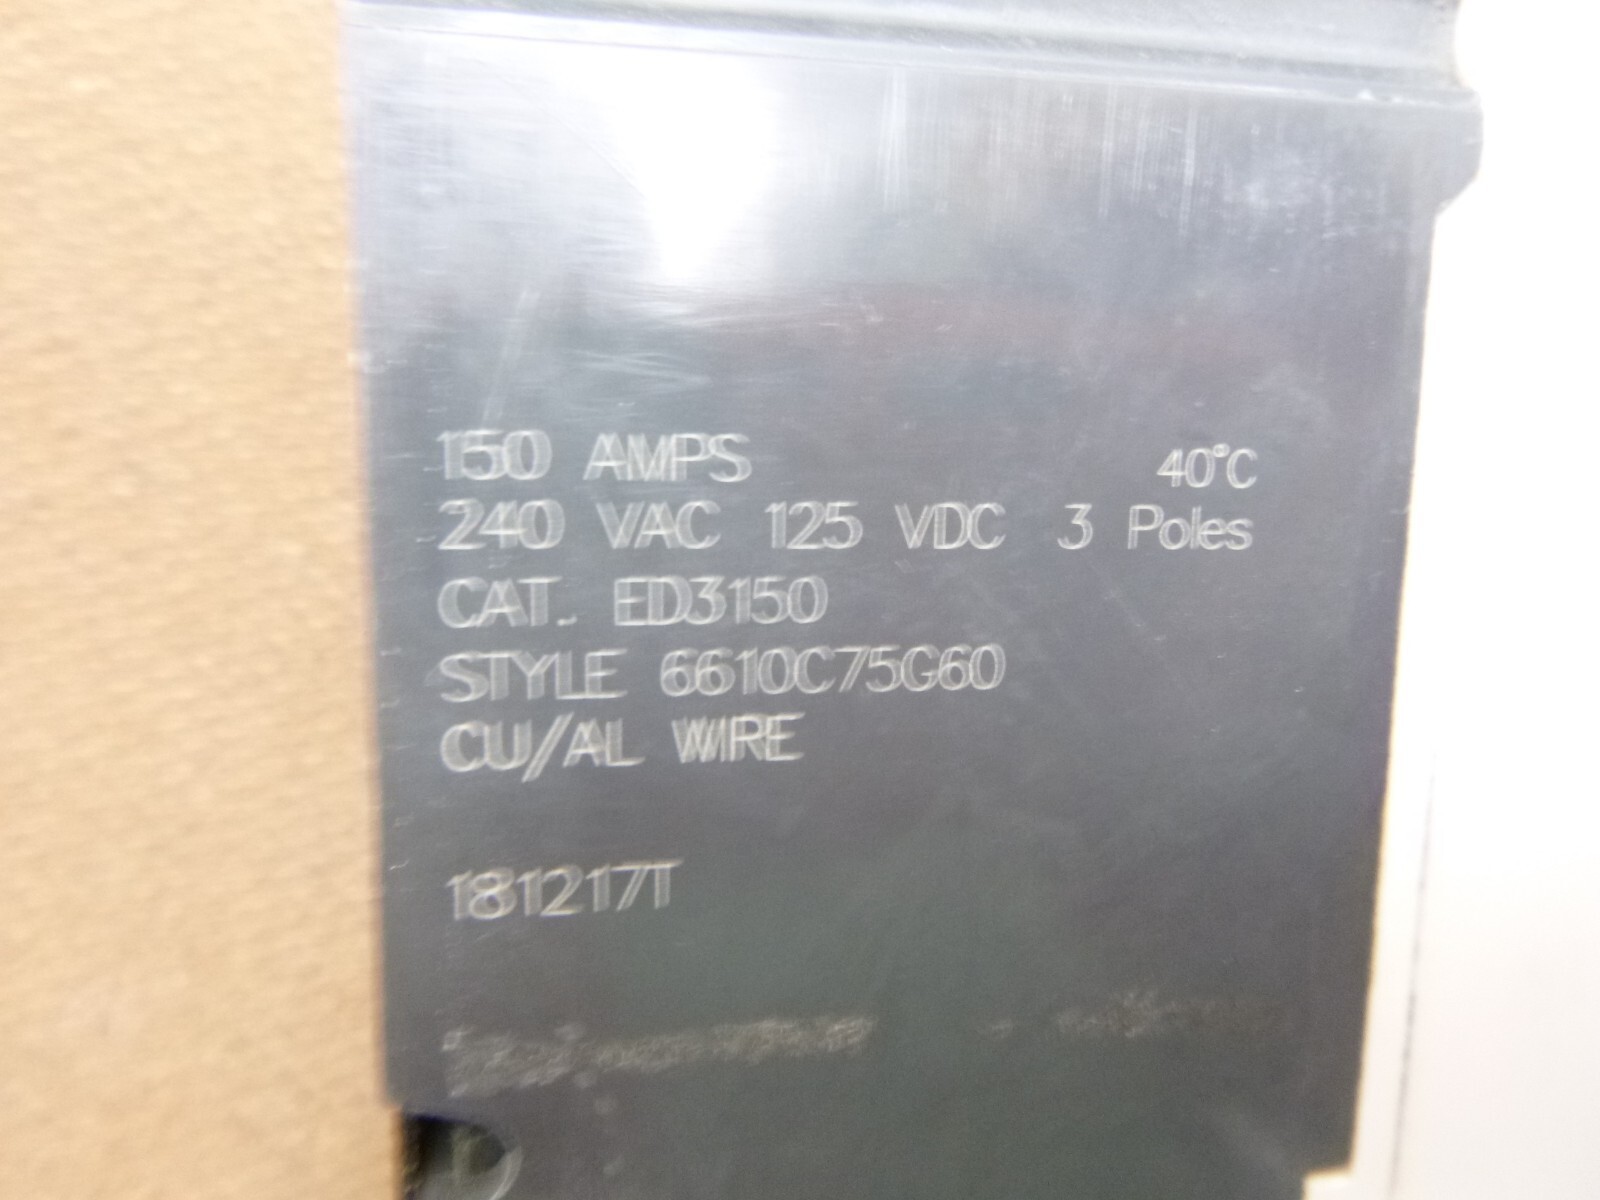 150 AMPS 40°C
240 VAC 125 VDC 3 Poles
CAT. ED3150
STYLE 6610C75G60
CU/AL WIRE
181217T